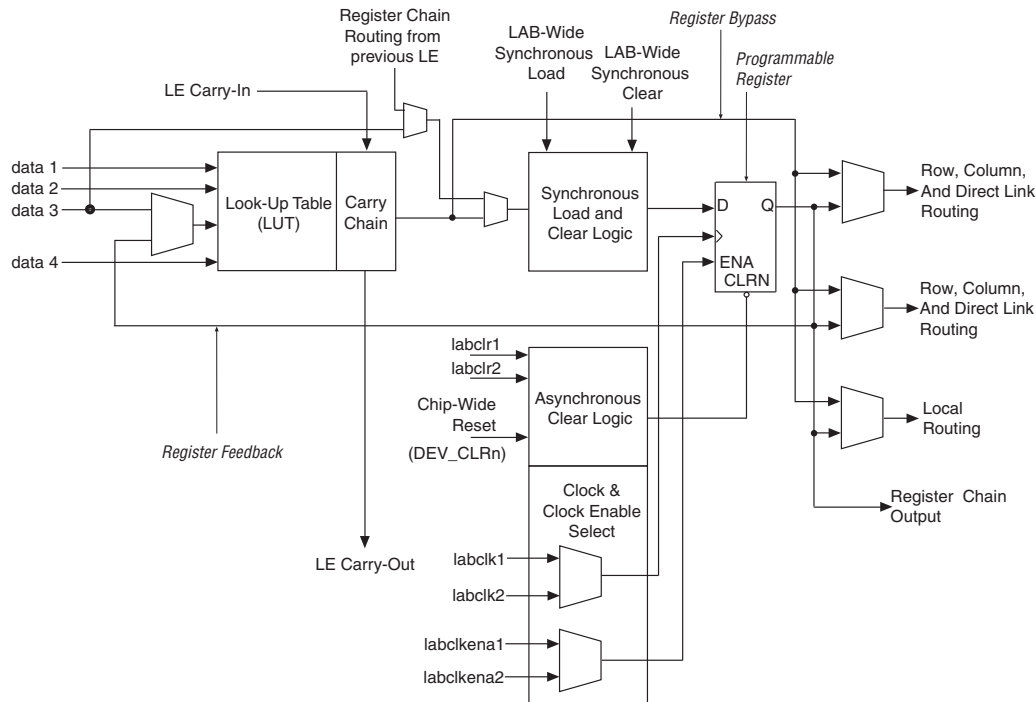 Register Chain
Routing from
previous LE
LAB-Wide
Synchronous
Load
LAB-Wide
Synchronous
Clear
Register Bypass
Programmable
Register
LE Carry-In
data 1
data 2
data 3
data 4
Look-Up Table
(LUT)
Carry
Chain
Synchronous
Load and
Clear Logic
D
Q
ENA
CLRN
Row, Column,
And Direct Link
Routing
Row, Column,
And Direct Link
Routing
Local
Routing
Register Chain
Output
labclr1
labclr2
Chip-Wide
Reset
(DEV_CLRn)
Asynchronous
Clear Logic
Register Feedback
Clock &
Clock Enable
Select
LE Carry-Out
labclk1
labclk2
labclkena1
labclkena2